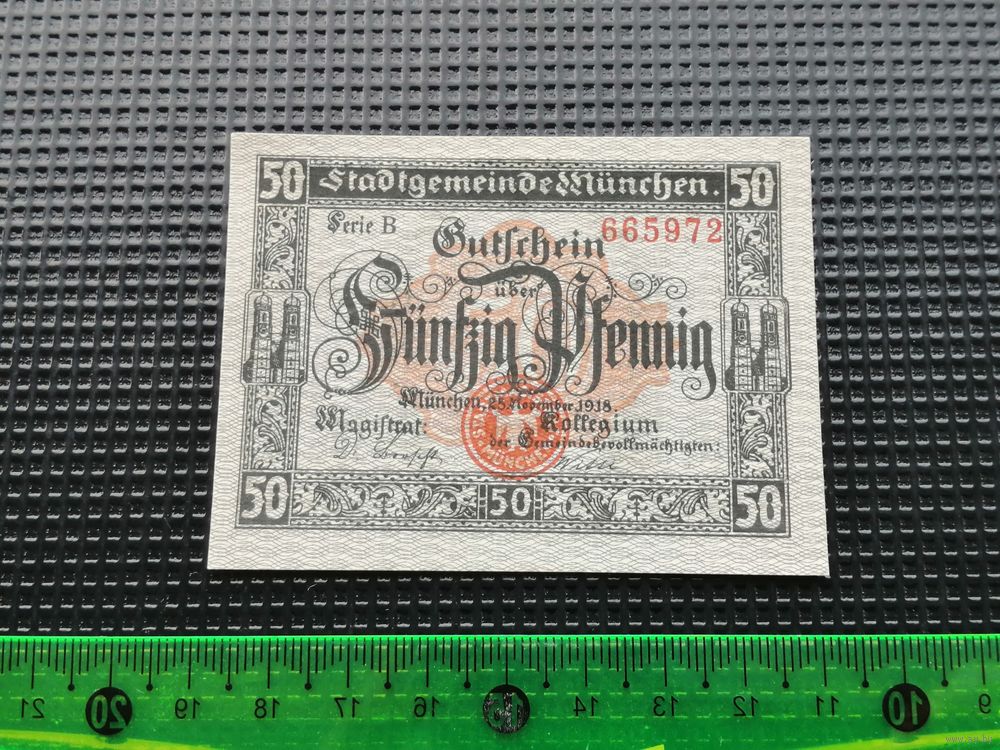 50 Stadtgemeinde München. 50
Serie B
665972
Gutschein
über
Fünfzig Pfennig
München, 25. November 1918.
Magistrat:
Kollegium
der Gemeindebevollmächtigten:
MÜNCHEN
50 50 50
21 20 19 18 17 16 15 14 13 12 11 10